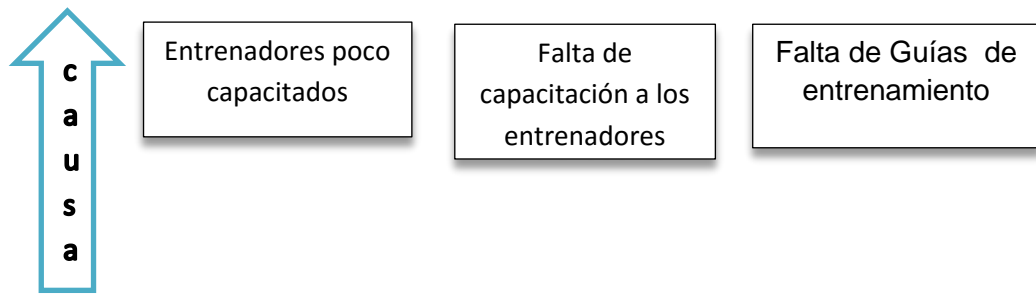 c
a
u
s
a
Entrenadores poco
capacitados
Falta de
capacitación a los
entrenadores
Falta de Guías de
entrenamiento